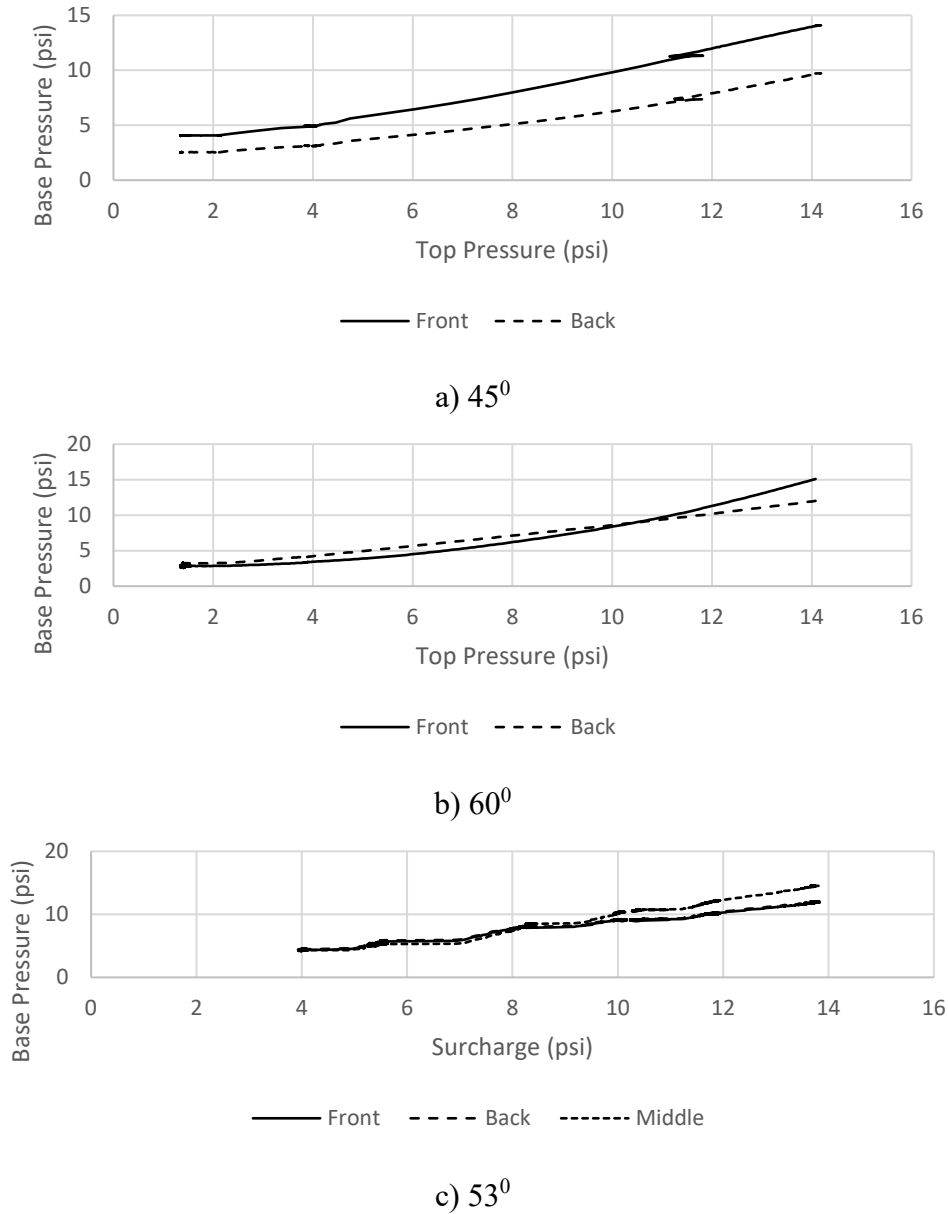 15
10
5
0
Base Pressure (psi)
0 2 4 6 8 10 12 14 16
Top Pressure (psi)
Front Back
a) 45⁰
20
15
10
5
0
Base Pressure (psi)
0 2 4 6 8 10 12 14 16
Top Pressure (psi)
Front Back
b) 60⁰
20
10
0
Base Pressure (psi)
0 2 4 6 8 10 12 14 16
Surcharge (psi)
Front Back Middle
c) 53⁰